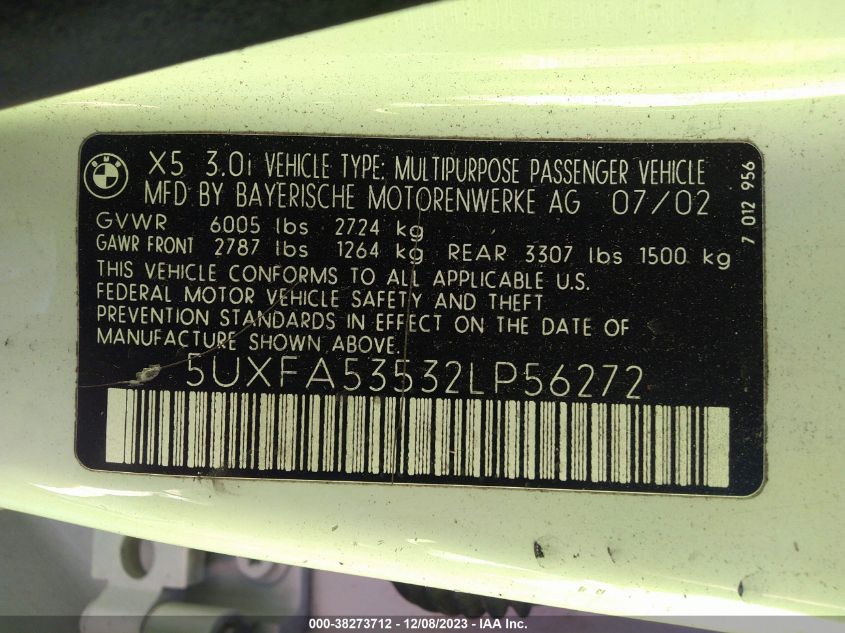 BMW
X5 3.0i VEHICLE TYPE: MULTIPURPOSE PASSENGER VEHICLE
MFD BY BAYERISCHE MOTORENWERKE AG 07/02
GVWR 6005 lbs 2724 kg
GAWR FRONT 2787 lbs 1264 kg REAR 3307 lbs 1500 kg
THIS VEHICLE CONFORMS TO ALL APPLICABLE U.S.
FEDERAL MOTOR VEHICLE SAFETY AND THEFT
PREVENTION STANDARDS IN EFFECT ON THE DATE OF
MANUFACTURE SHOWN ABOVE.
5UXFA53532LP56272
7 012 956
000-38273712 - 12/08/2023 - IAA Inc.